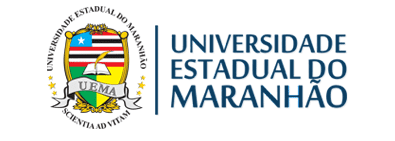 UNIVERSIDADE ESTADUAL DO MARANHÃO
UEMA
SCIENTIA AD VITAM
UNIVERSIDADE
ESTADUAL DO
MARANHÃO